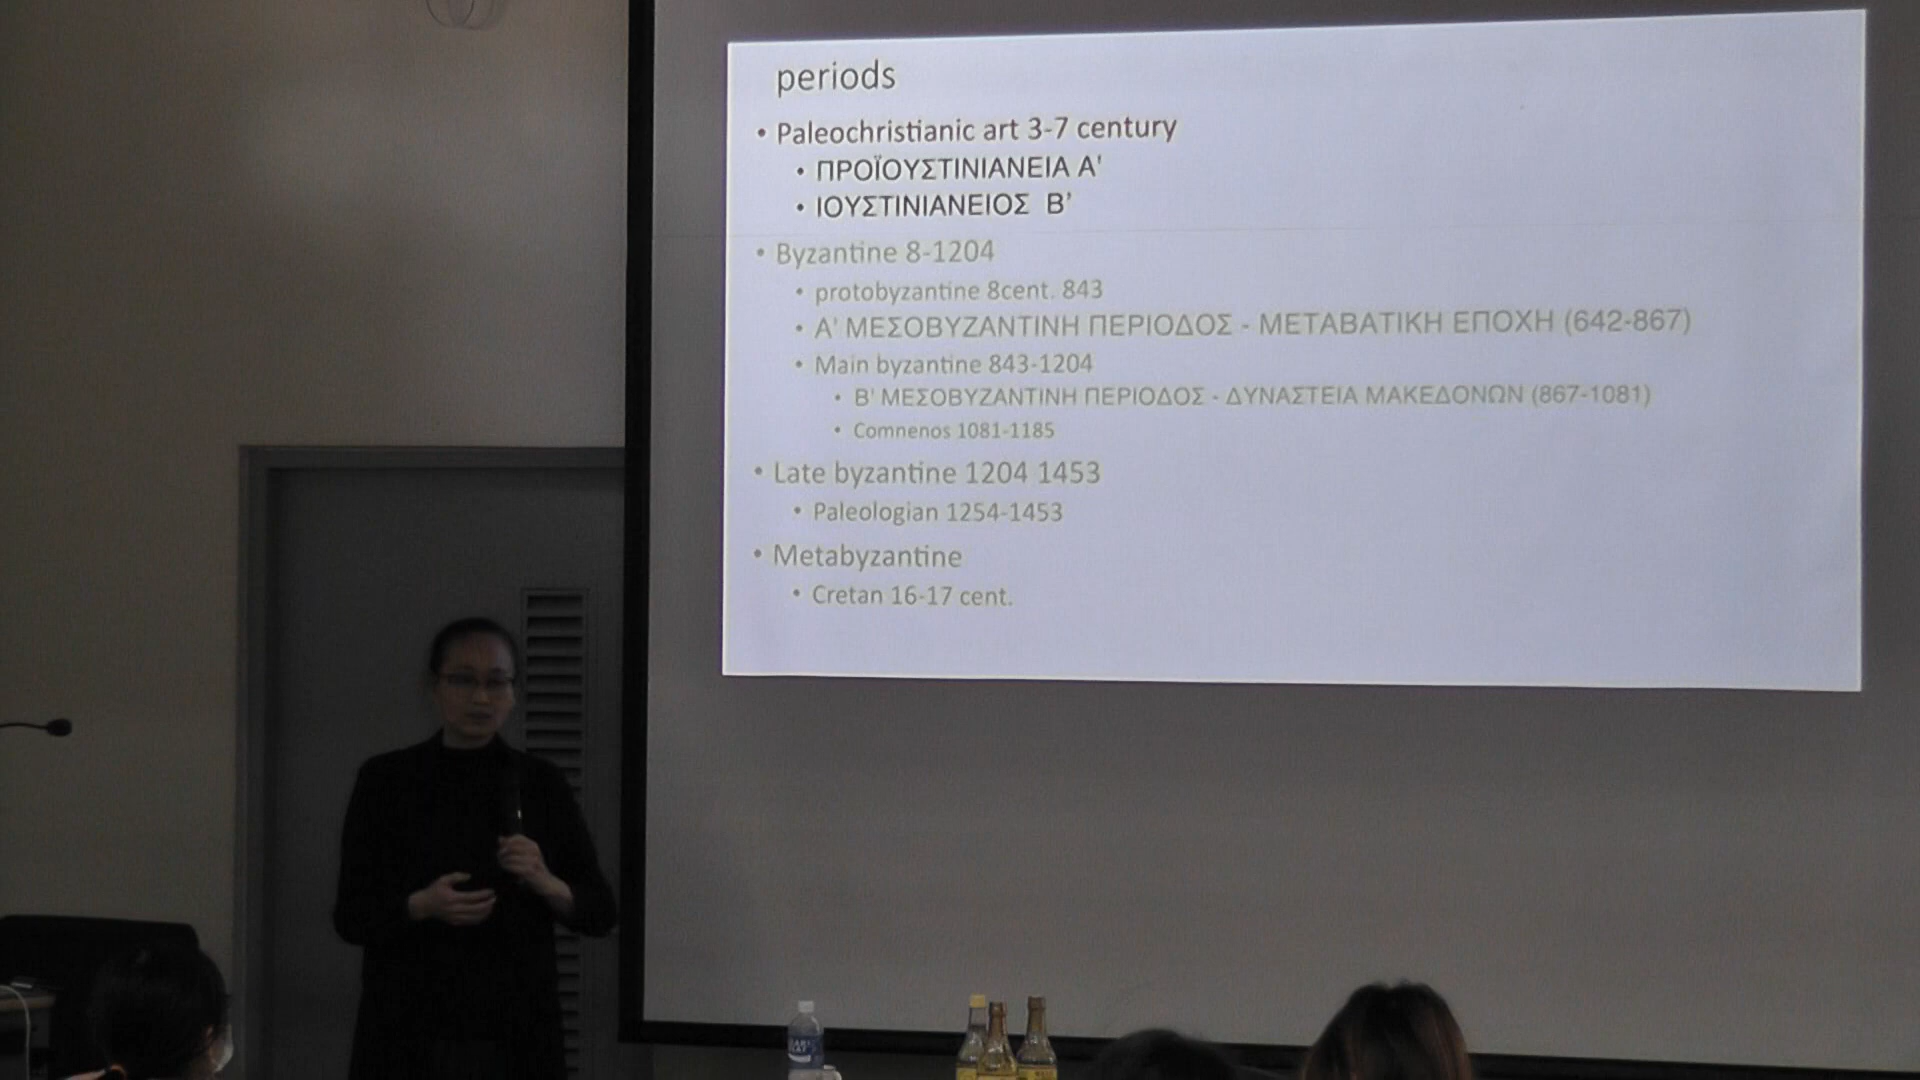 periods
• Paleochristianic art 3-7 century
• ΠΡΟΪΟΥΣΤΙΝΙΑΝΕΙΑ Α'
• ΙΟΥΣΤΙΝΙΑΝΕΙΟΣ Β'
• Byzantine 8-1204
• protobyzantine 8cent. 843
• Α' ΜΕΣΟΒΥΖΑΝΤΙΝΗ ΠΕΡΙΟΔΟΣ - ΜΕΤΑΒΑΤΙΚΗ ΕΠΟΧΗ (642-867)
• Main byzantine 843-1204
• Β' ΜΕΣΟΒΥΖΑΝΤΙΝΗ ΠΕΡΙΟΔΟΣ - ΔΥΝΑΣΤΕΙΑ ΜΑΚΕΔΟΝΩΝ (867-1081)
• Comnenos 1081-1185
• Late byzantine 1204 1453
• Paleologian 1254-1453
• Metabyzantine
• Cretan 16-17 cent.